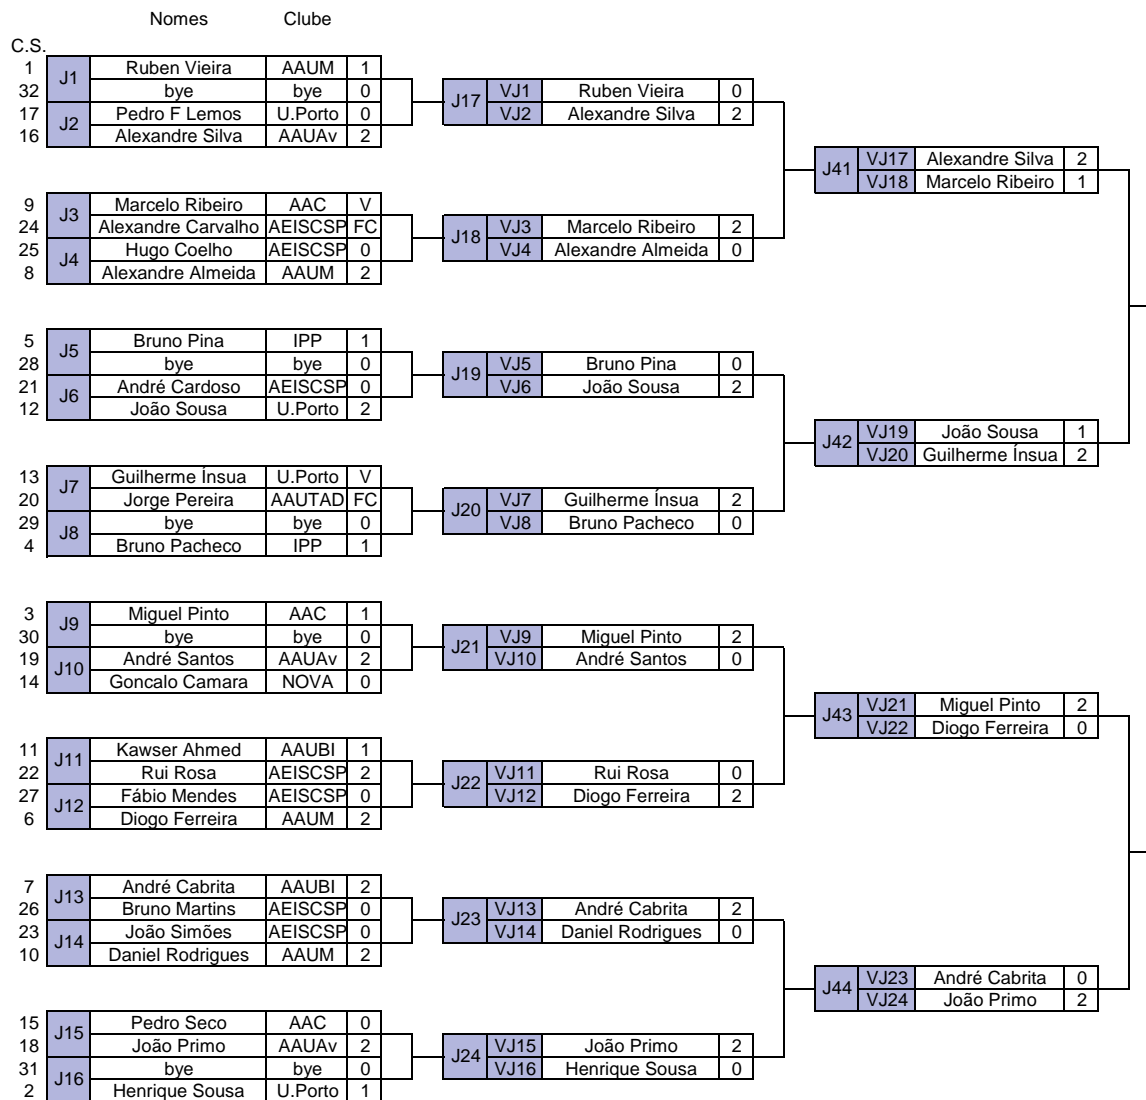 Nomes Clube
C.S.
1 J1 Ruben Vieira AAUM 1
32 bye bye 0
17 J2 Pedro F Lemos U.Porto 0
16 Alexandre Silva AAUAv 2
J17 VJ1 Ruben Vieira 0
VJ2 Alexandre Silva 2
J41 VJ17 Alexandre Silva 2
VJ18 Marcelo Ribeiro 1
9 J3 Marcelo Ribeiro AAC V
24 Alexandre Carvalho AEISCSP FC
25 J4 Hugo Coelho AEISCSP 0
8 Alexandre Almeida AAUM 2
J18 VJ3 Marcelo Ribeiro 2
VJ4 Alexandre Almeida 0
5 J5 Bruno Pina IPP 1
28 bye bye 0
21 J6 André Cardoso AEISCSP 0
12 João Sousa U.Porto 2
J19 VJ5 Bruno Pina 0
VJ6 João Sousa 2
J42 VJ19 João Sousa 1
VJ20 Guilherme Ínsua 2
13 J7 Guilherme Ínsua U.Porto V
20 Jorge Pereira AAUTAD FC
29 J8 bye bye 0
4 Bruno Pacheco IPP 1
J20 VJ7 Guilherme Ínsua 2
VJ8 Bruno Pacheco 0
3 J9 Miguel Pinto AAC 1
30 bye bye 0
19 J10 André Santos AAUAv 2
14 Goncalo Camara NOVA 0
J21 VJ9 Miguel Pinto 2
VJ10 André Santos 0
J43 VJ21 Miguel Pinto 2
VJ22 Diogo Ferreira 0
11 J11 Kawser Ahmed AAUBI 1
22 Rui Rosa AEISCSP 2
27 J12 Fábio Mendes AEISCSP 0
6 Diogo Ferreira AAUM 2
J22 VJ11 Rui Rosa 0
VJ12 Diogo Ferreira 2
7 J13 André Cabrita AAUBI 2
26 Bruno Martins AEISCSP 0
23 J14 João Simões AEISCSP 0
10 Daniel Rodrigues AAUM 2
J23 VJ13 André Cabrita 2
VJ14 Daniel Rodrigues 0
J44 VJ23 André Cabrita 0
VJ24 João Primo 2
15 J15 Pedro Seco AAC 0
18 João Primo AAUAv 2
31 J16 bye bye 0
2 Henrique Sousa U.Porto 1
J24 VJ15 João Primo 2
VJ16 Henrique Sousa 0